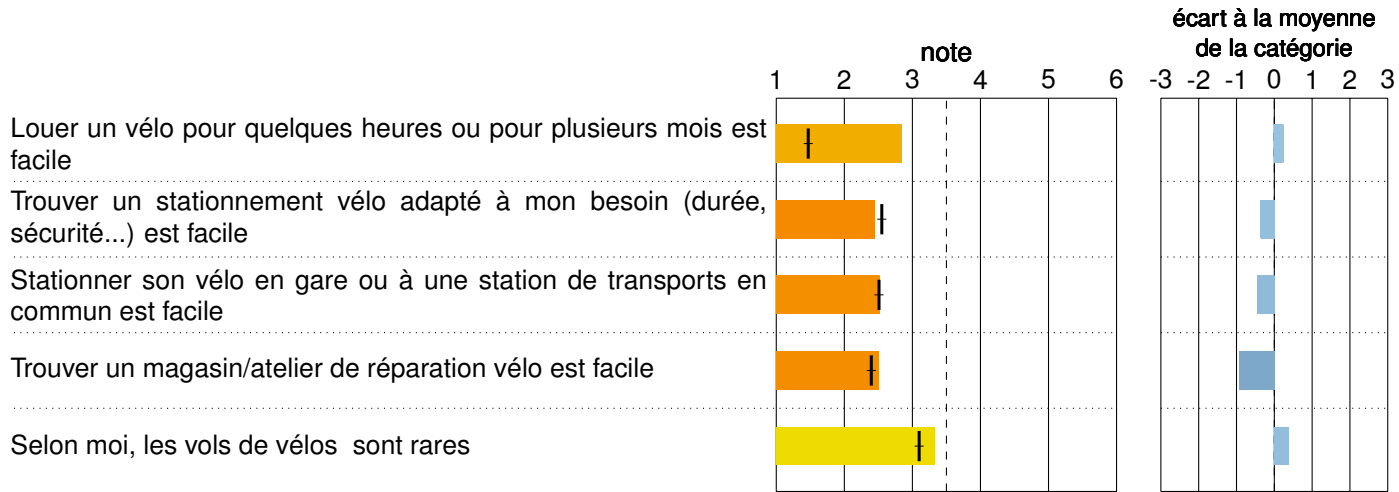 écart à la moyenne
note de la catégorie
1 2 3 4 5 6 -3 -2 -1 0 1 2 3
Louer un vélo pour quelques heures ou pour plusieurs mois est
facile
Trouver un stationnement vélo adapté à mon besoin (durée,
sécurité...) est facile
Stationner son vélo en gare ou à une station de transports en
commun est facile
Trouver un magasin/atelier de réparation vélo est facile
Selon moi, les vols de vélos sont rares